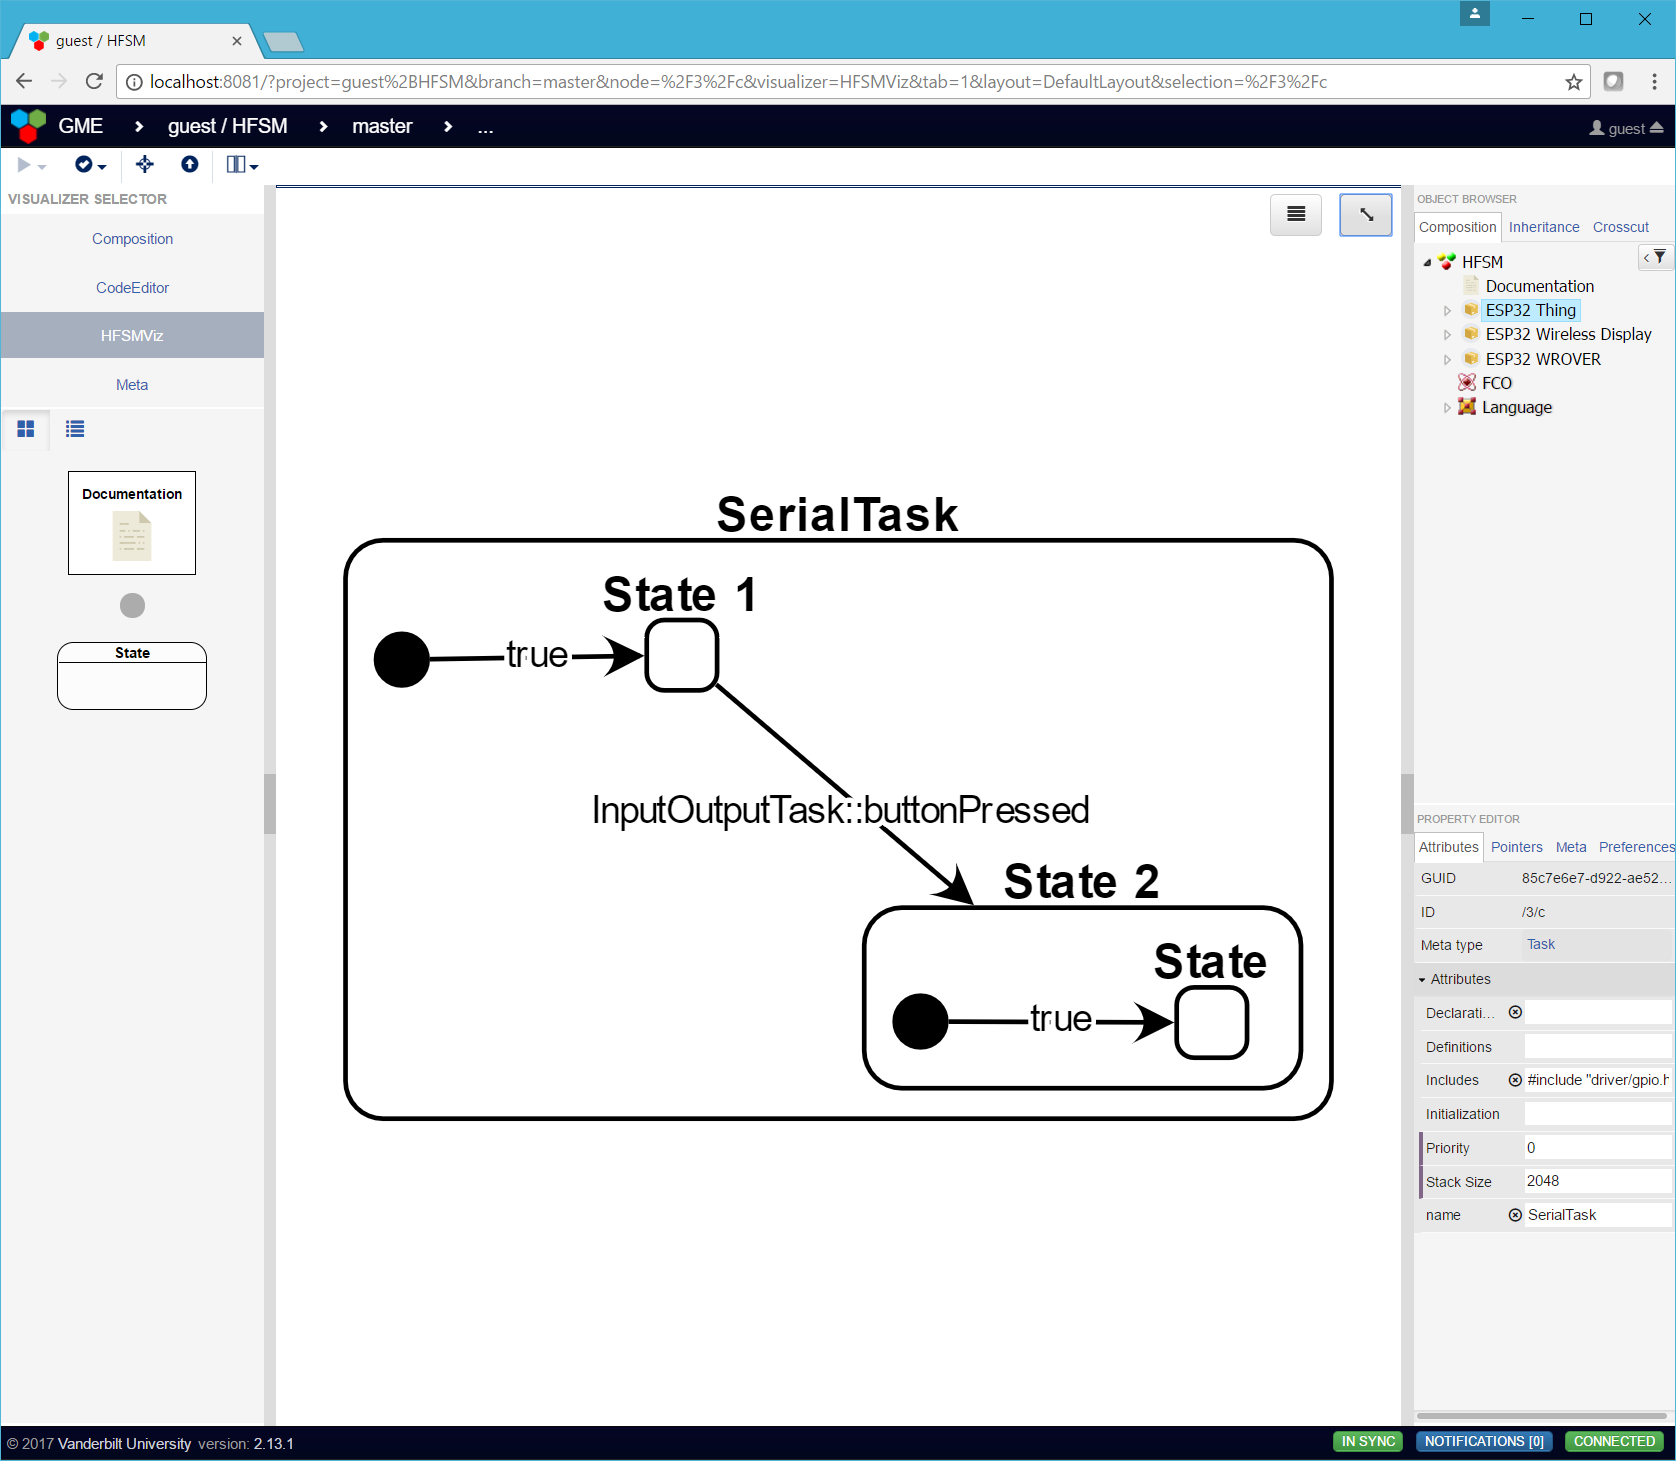 guest / HFSM
localhost:8081/?project=guest%2BHFSM&branch=master&node=%2F3%2Fc&visualizer=HFSMViz&tab=1&layout=DefaultLayout&selection=%2F3%2Fc
GME > guest / HFSM > master > ...
guest
VISUALIZER SELECTOR
Composition
CodeEditor
HFSMViz
Meta
Documentation
State
SerialTask
State 1
true
InputOutputTask::buttonPressed
State 2
State
true
OBJECT BROWSER
Composition Inheritance Crosscut
HFSM
Documentation
ESP32 Thing
ESP32 Wireless Display
ESP32 WROVER
FCO
Language
PROPERTY EDITOR
Attributes Pointers Meta Preferences
GUID 85c7e6e7-d922-ae52...
ID /3/c
Meta type Task
Attributes
Declarati...
Definitions
Includes #include "driver/gpio.h
Initialization
Priority 0
Stack Size 2048
name SerialTask
© 2017 Vanderbilt University version: 2.13.1
IN SYNC NOTIFICATIONS [0] CONNECTED